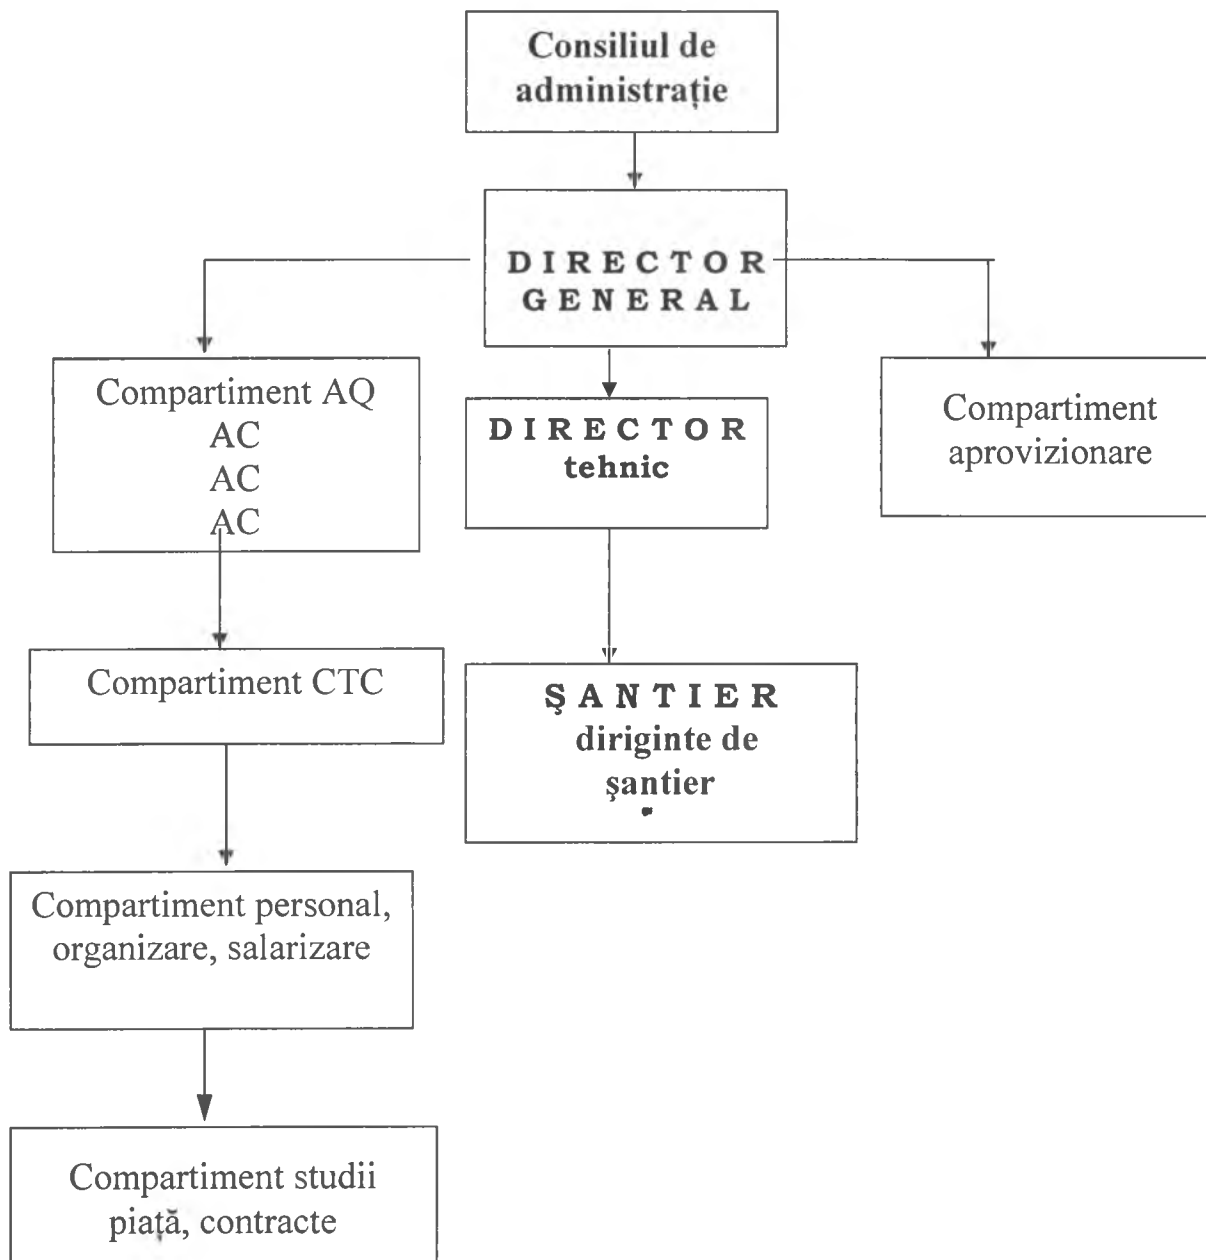 Consiliul de
administrație
D I R E C T O R
G E N E R A L
Compartiment AQ
AC
AC
AC
D I R E C T O R
tehnic
Compartiment
aprovizionare
Compartiment CTC
Ş A N T I E R
diriginte de
şantier
Compartiment personal,
organizare, salarizare
Compartiment studii
piață, contracte